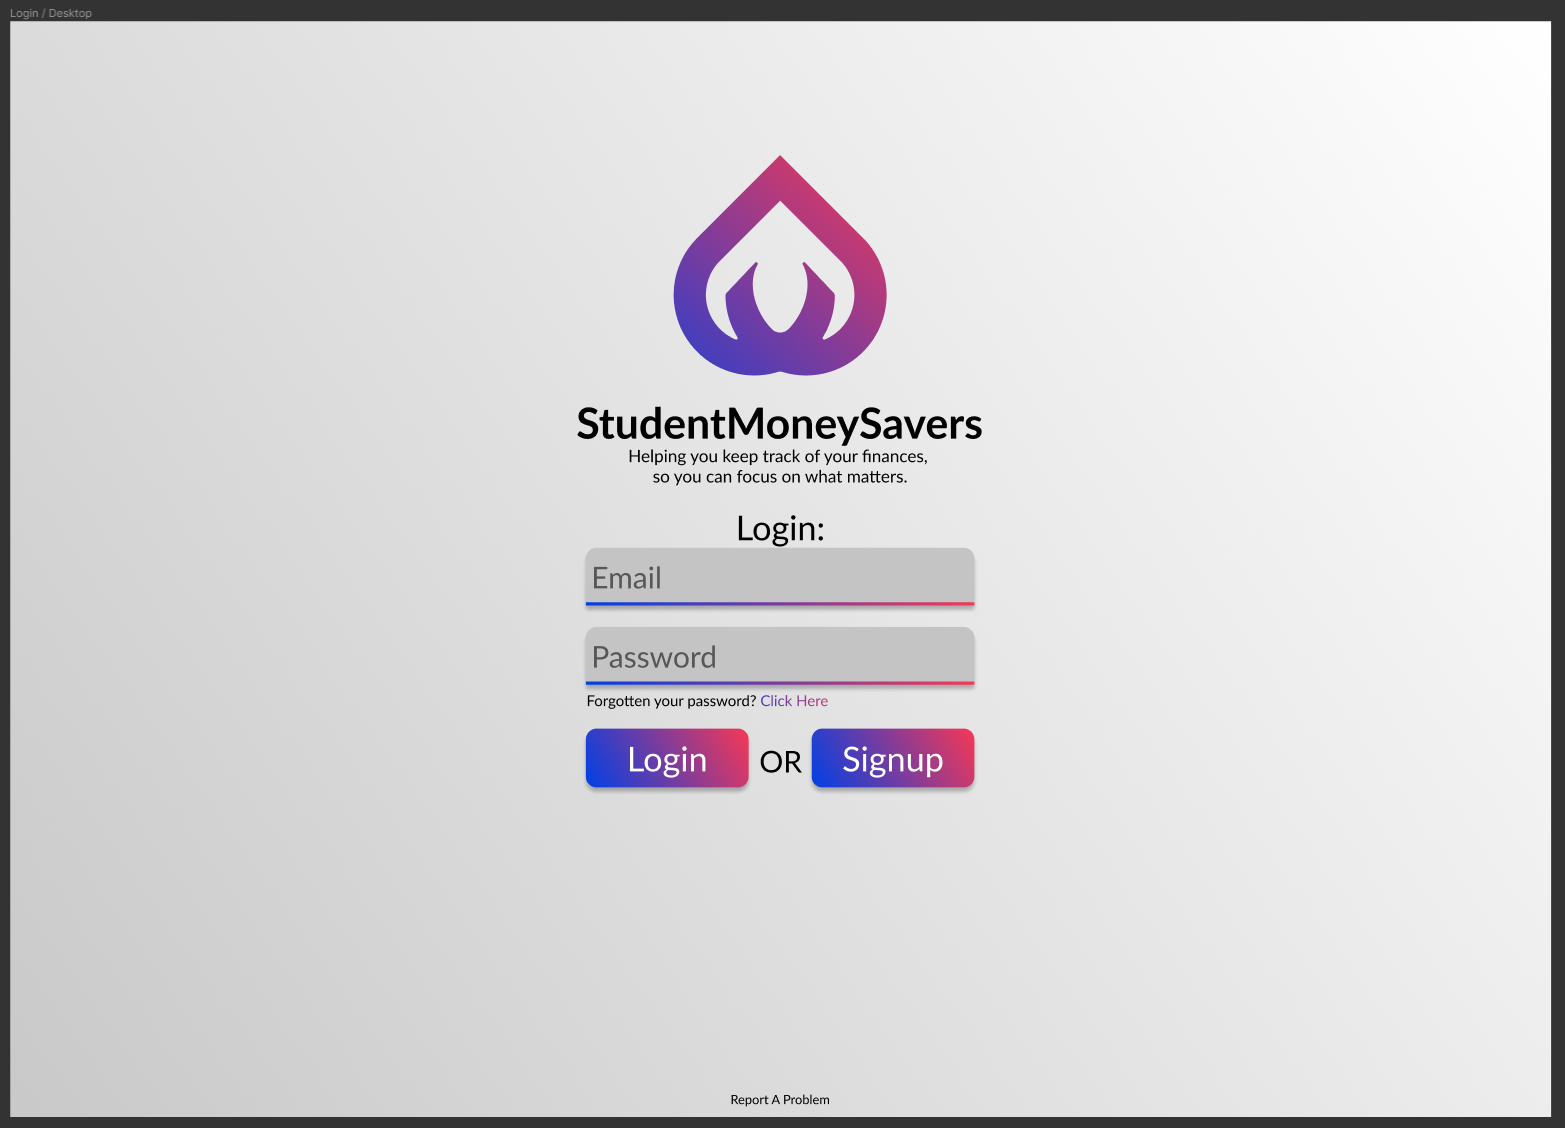 Login / Desktop
StudentMoneySavers
Helping you keep track of your finances,
so you can focus on what matters.
Login:
Email
Password
Forgotten your password? Click Here
Login OR Signup
Report A Problem